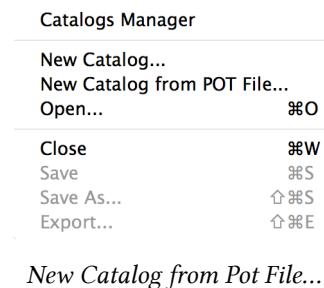 Catalogs Manager
New Catalog...
New Catalog from POT File...
Open... ⌘O
Close ⌘W
Save ⌘S
Save As... ⇧⌘S
Export... ⇧⌘E
New Catalog from Pot File...